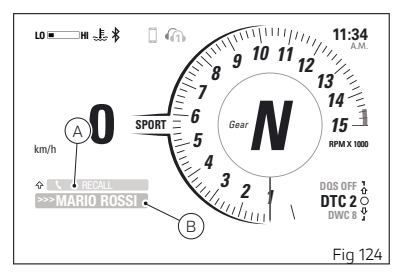 LO HI 11:34
A.M.
1
0
km/h
SPORT
Gear N
1 2 3 4 5 6 7 8 9 10 11 12 13 14 15
RPM X 1000
A
RECALL
>>>MARIO ROSSI
B
DQS OFF
DTC 2
DWC 8
Fig 124